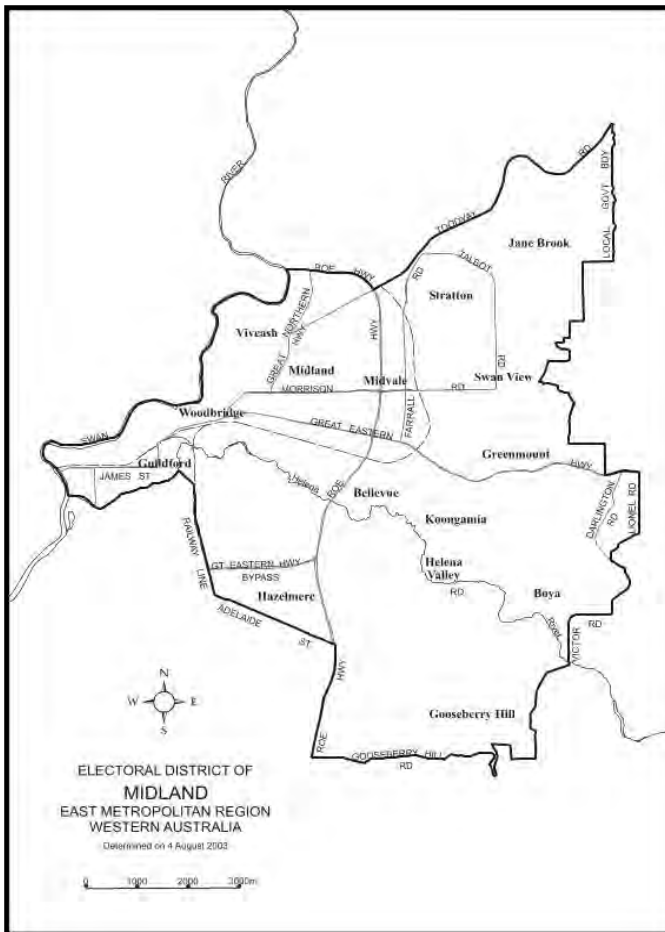 RIVER
TOODYAY RD
LOCAL GOVT BDY
Jane Brook
ROE HWY
TALBOT RD
RD
Stratton
GREAT NORTHERN HWY
HWY
Viveash
Midland
Midvale
Swan View
MORRISON RD
Woodbridge
FARRALL
GREAT EASTERN HWY
SWAN
Greenmount
Guildford
JAMES ST
Helena
Bellevue
ROE
DARLINGTON RD
LIONEL RD
Koongamia
RAILWAY LINE
GT EASTERN HWY
BYPASS
Helena
Valley
RD
Hazelmere
Boya
River
ADELAIDE ST
VICTOR RD
HWY
ROE
Gooseberry Hill
GOOSEBERRY HILL
RD
N
W E
S
ELECTORAL DISTRICT OF
MIDLAND
EAST METROPOLITAN REGION
WESTERN AUSTRALIA
Determined on 4 August 2003
0 1000 2000 3000m